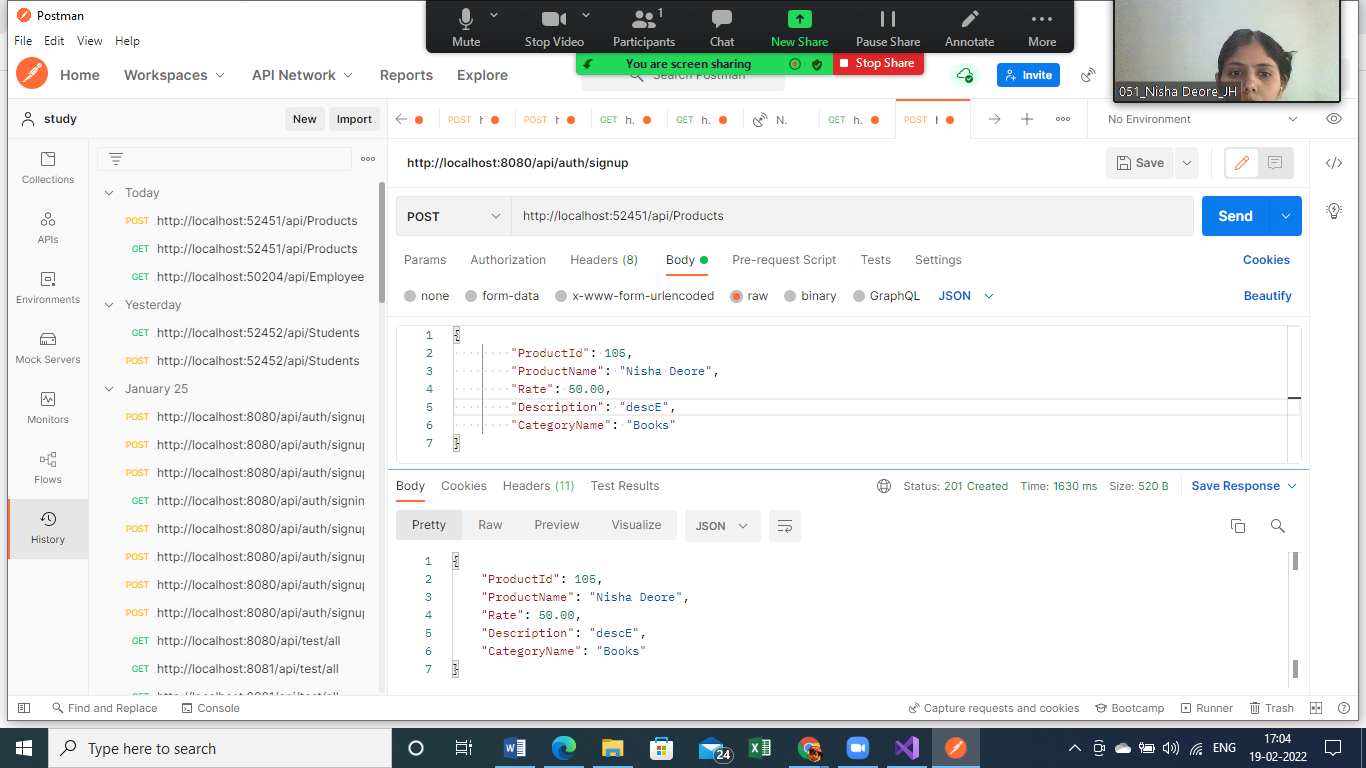 Postman
File Edit View Help
Mute
Stop Video
1
Participants
Chat
New Share
Pause Share
Annotate
More
You are screen sharing
Stop Share
051_Nisha Deore_JH
Home Workspaces API Network Reports Explore
Search Postman
Invite
study
New Import
POST h POST h GET h. GET h. N. GET h. POST h
No Environment
Collections
APIs
Environments
Mock Servers
Monitors
Flows
History
Today
POST http://localhost:52451/api/Products
GET http://localhost:52451/api/Products
GET http://localhost:50204/api/Employee
Yesterday
GET http://localhost:52452/api/Students
POST http://localhost:52452/api/Students
January 25
POST http://localhost:8080/api/auth/signup
POST http://localhost:8080/api/auth/signup
POST http://localhost:8080/api/auth/signup
GET http://localhost:8080/api/auth/signin
POST http://localhost:8080/api/auth/signup
POST http://localhost:8080/api/auth/signup
POST http://localhost:8080/api/auth/signup
POST http://localhost:8080/api/auth/signup
GET http://localhost:8080/api/test/all
GET http://localhost:8081/api/test/all
GET http://localhost:8081/api/test/all
http://localhost:8080/api/auth/signup
Save
POST http://localhost:52451/api/Products
Send
Params Authorization Headers (8) Body Pre-request Script Tests Settings Cookies
none form-data x-www-form-urlencoded raw binary GraphQL JSON Beautify
1 {
2 "ProductId": 105,
3 "ProductName": "Nisha Deore",
4 "Rate": 50.00,
5 "Description": "descE",
6 "CategoryName": "Books"
7 }
Body Cookies Headers (11) Test Results Status: 201 Created Time: 1630 ms Size: 520 B Save Response
Pretty Raw Preview Visualize JSON
1 {
2 "ProductId": 105,
3 "ProductName": "Nisha Deore",
4 "Rate": 50.00,
5 "Description": "descE",
6 "CategoryName": "Books"
7 }
Find and Replace Console Capture requests and cookies Bootcamp Runner Trash
Type here to search
24
ENG
17:04
19-02-2022